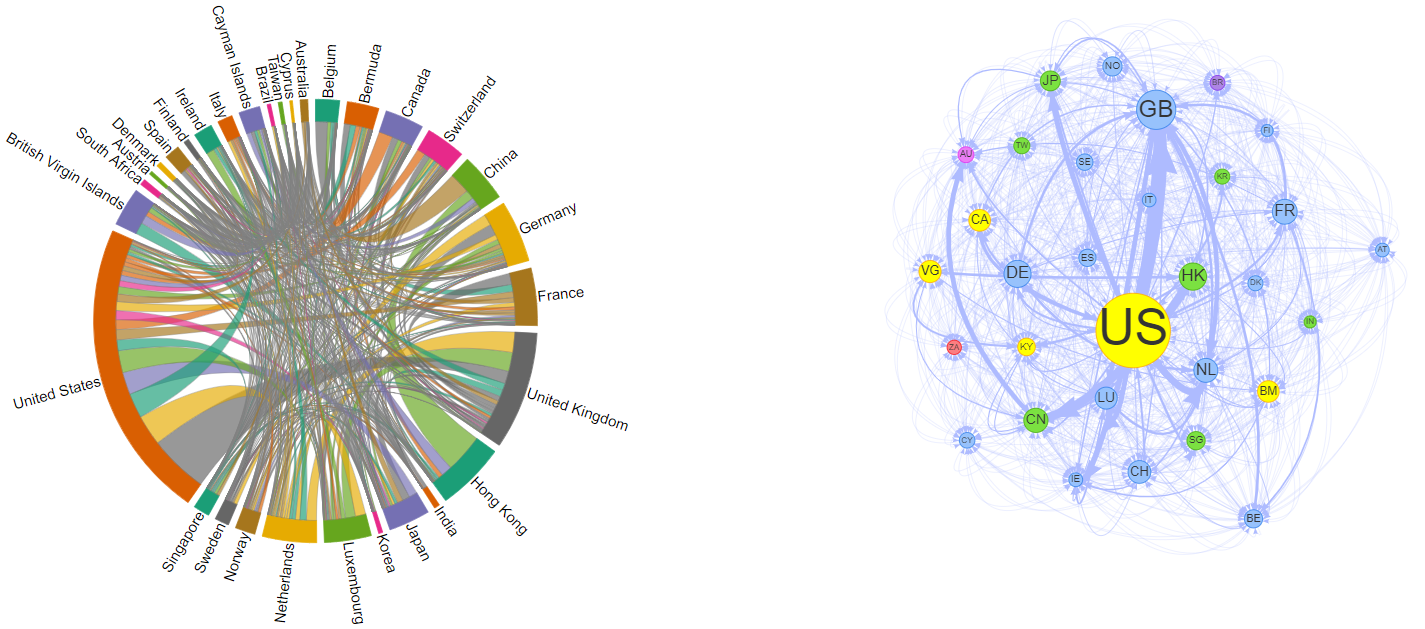 Belgium
Bermuda
Canada
Switzerland
China
Germany
France
United Kingdom
Hong Kong
India
Japan
Korea
Luxembourg
Netherlands
Norway
Sweden
Singapore
United States
British Virgin Islands
South Africa
Austria
Denmark
Spain
Finland
Ireland
Italy
Cayman Islands
Brazil
Taiwan
Cyprus
Australia
NO
JP
BR
GB
FI
TW
AU
SE
KR
IT
CA
FR
AT
ES
VG
DE
HK
DK
IN
US
ZA
KY
NL
BM
LU
CN
SG
CY
CH
IE
BE